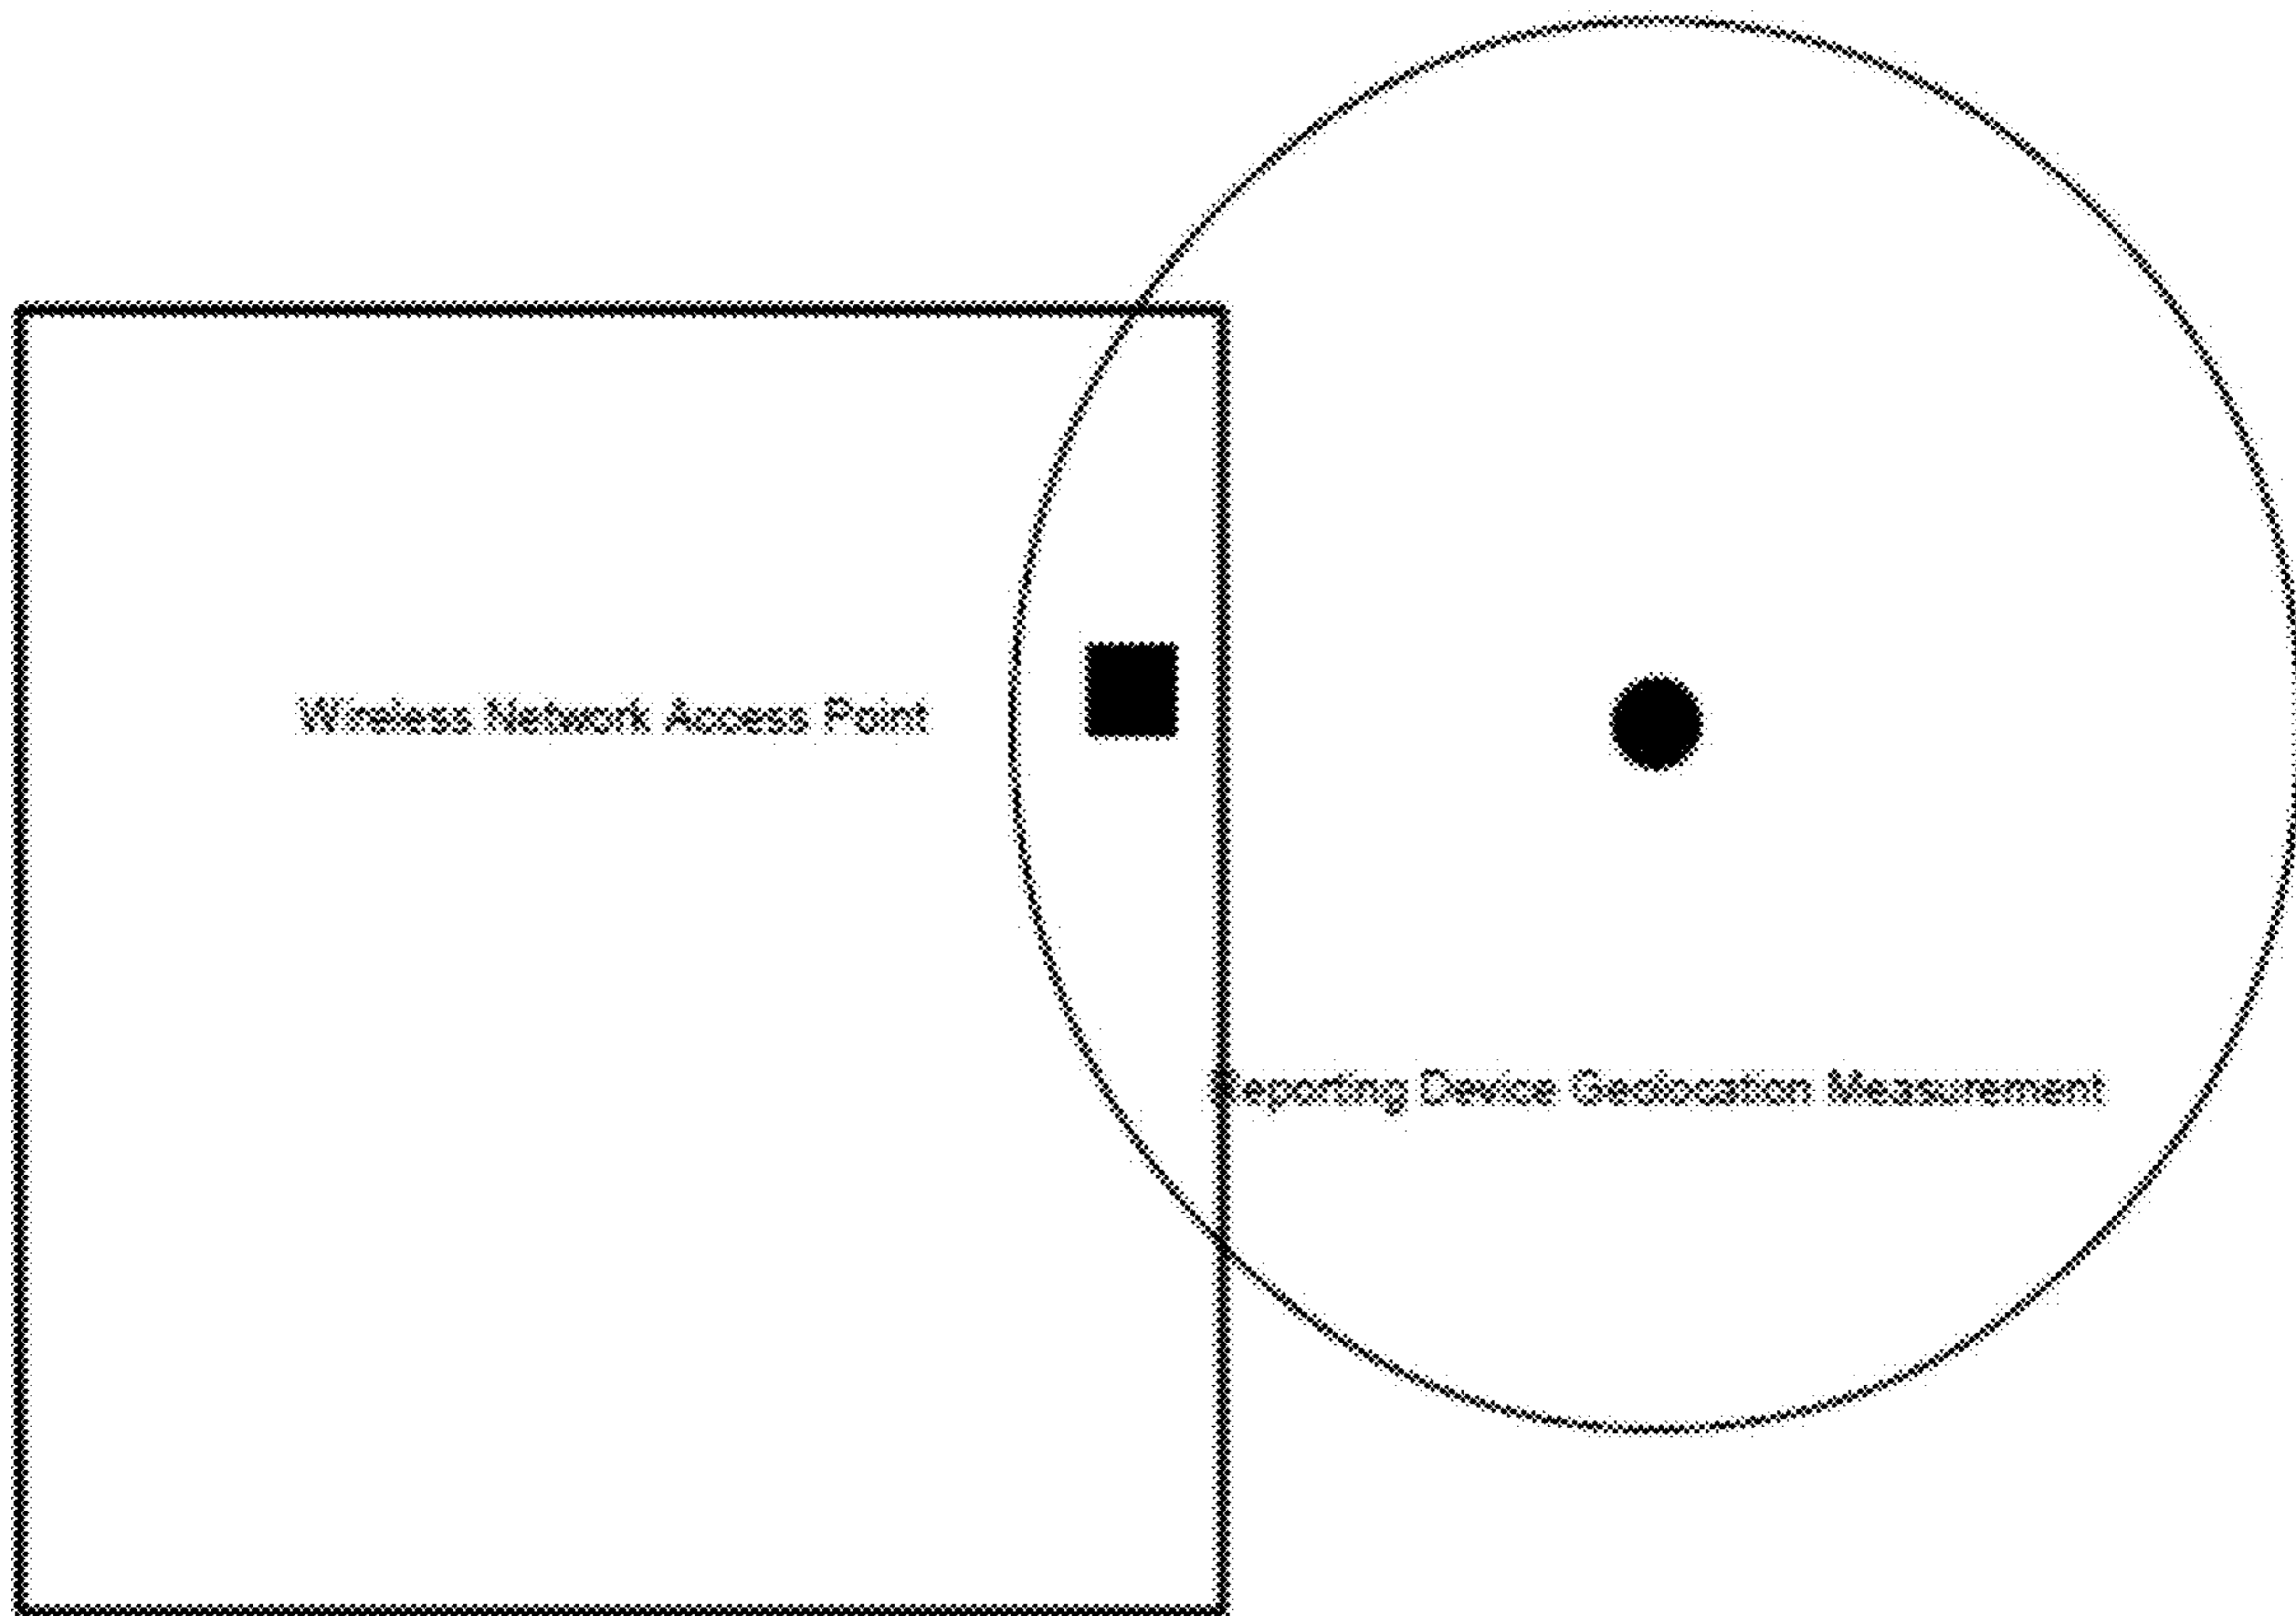 Wireless Network Access Point
Reporting Device Geolocation Measurement